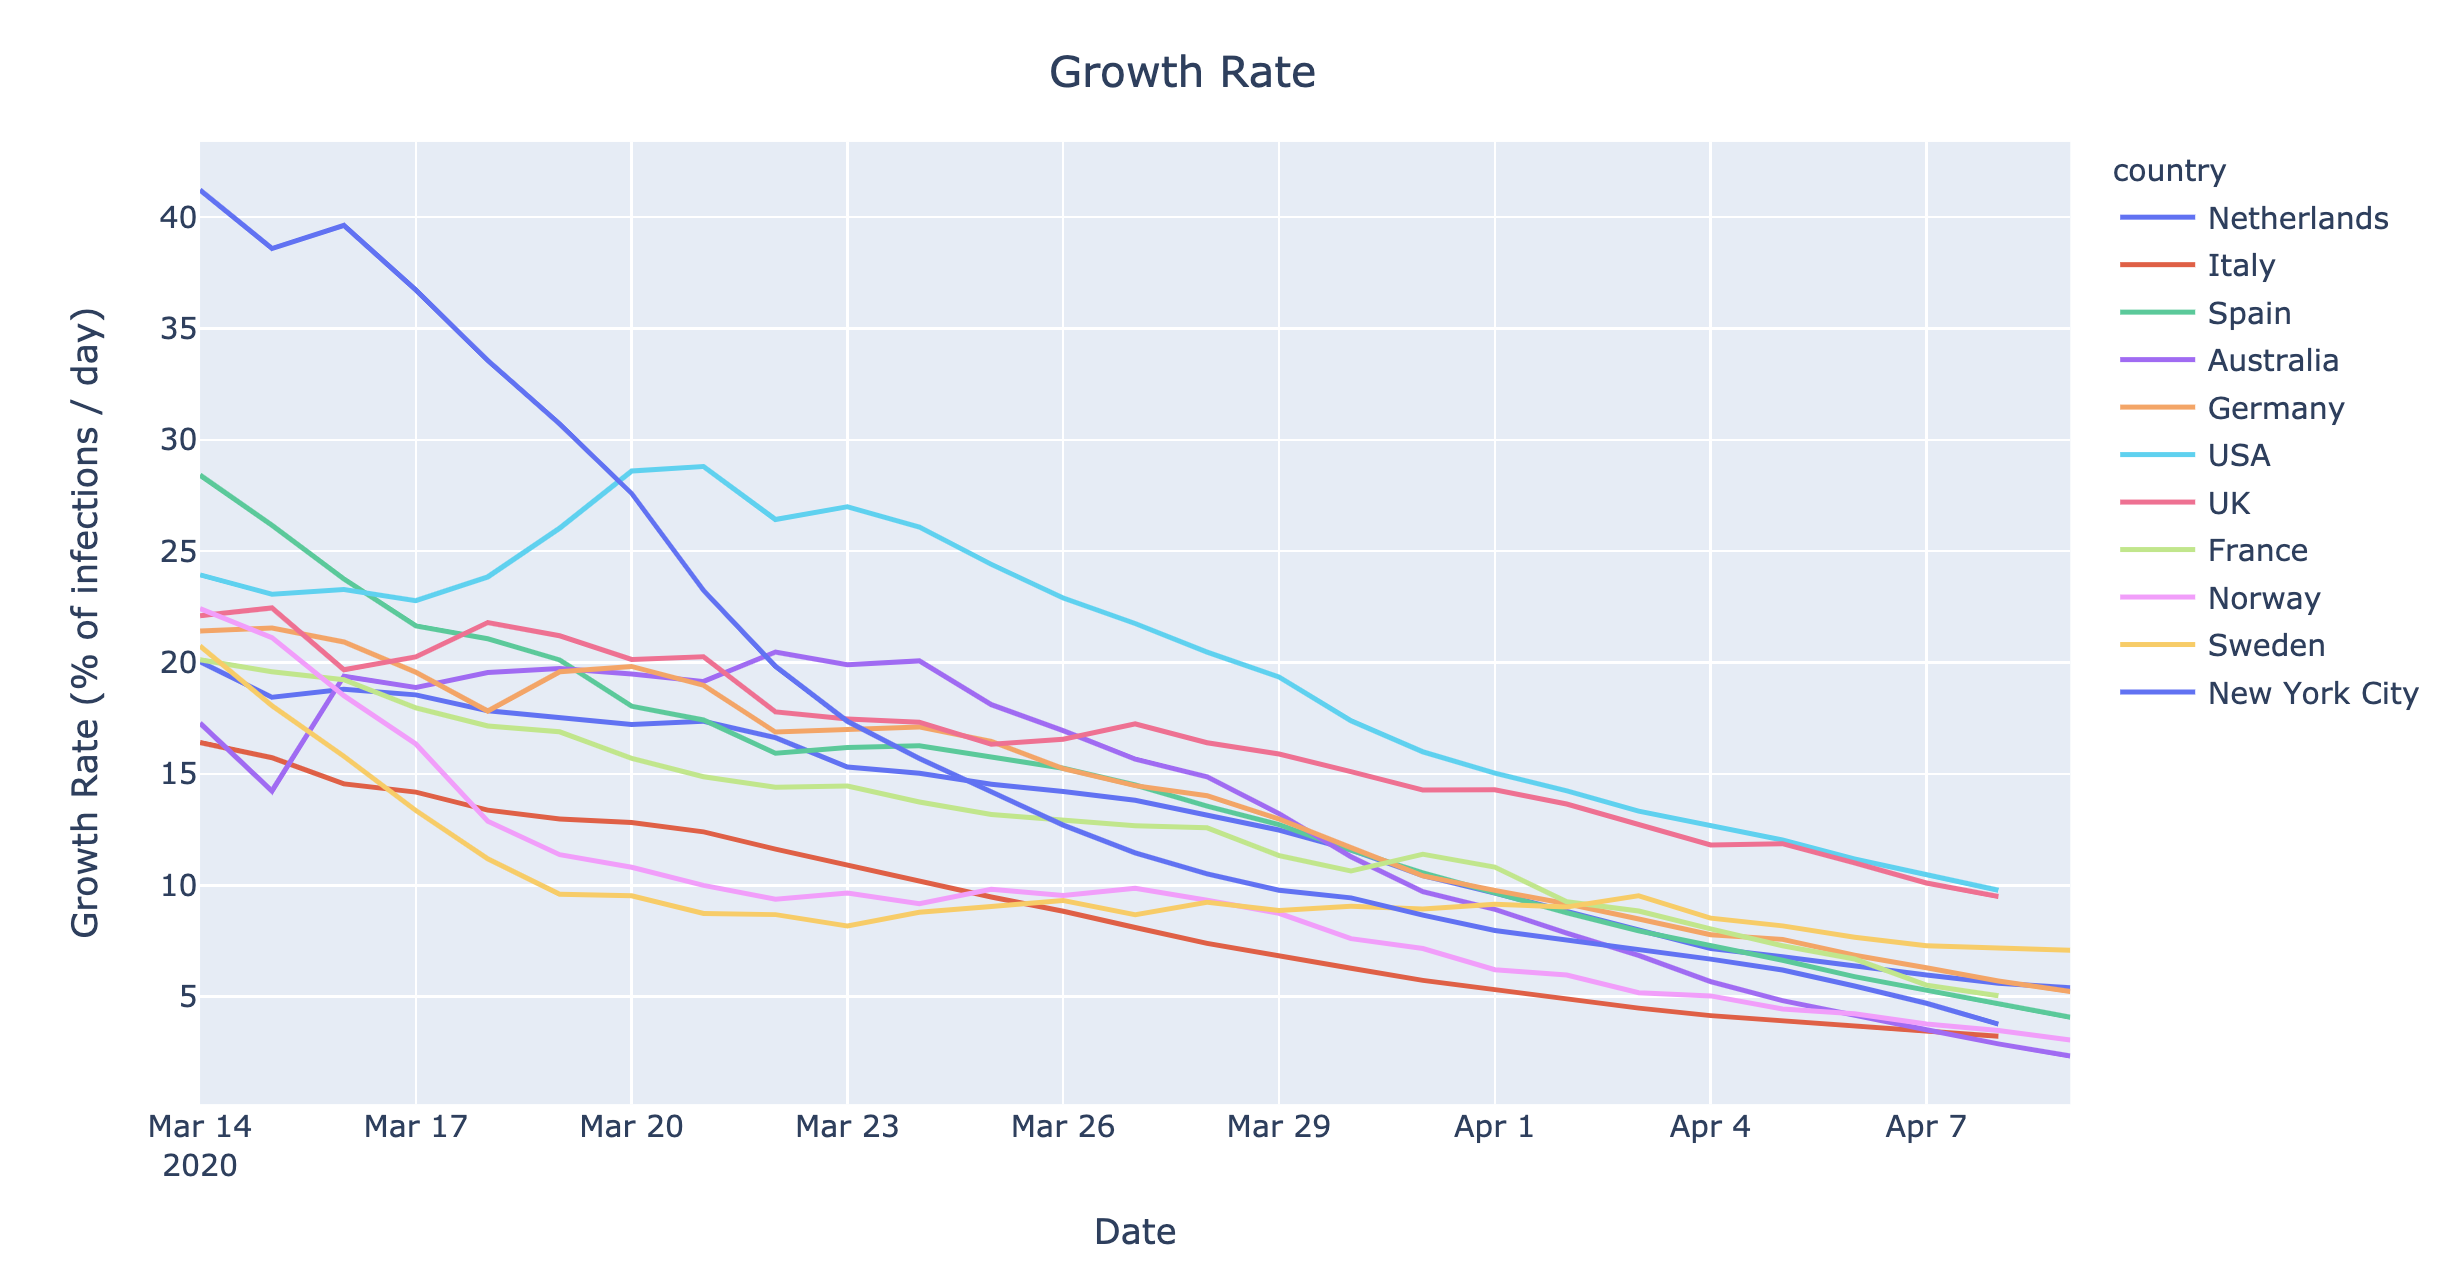 Growth Rate
Growth Rate (% of infections / day)
40
35
30
25
20
15
10
5
Mar 14
2020
Mar 17
Mar 20
Mar 23
Mar 26
Mar 29
Apr 1
Apr 4
Apr 7
Date
country
Netherlands
Italy
Spain
Australia
Germany
USA
UK
France
Norway
Sweden
New York City